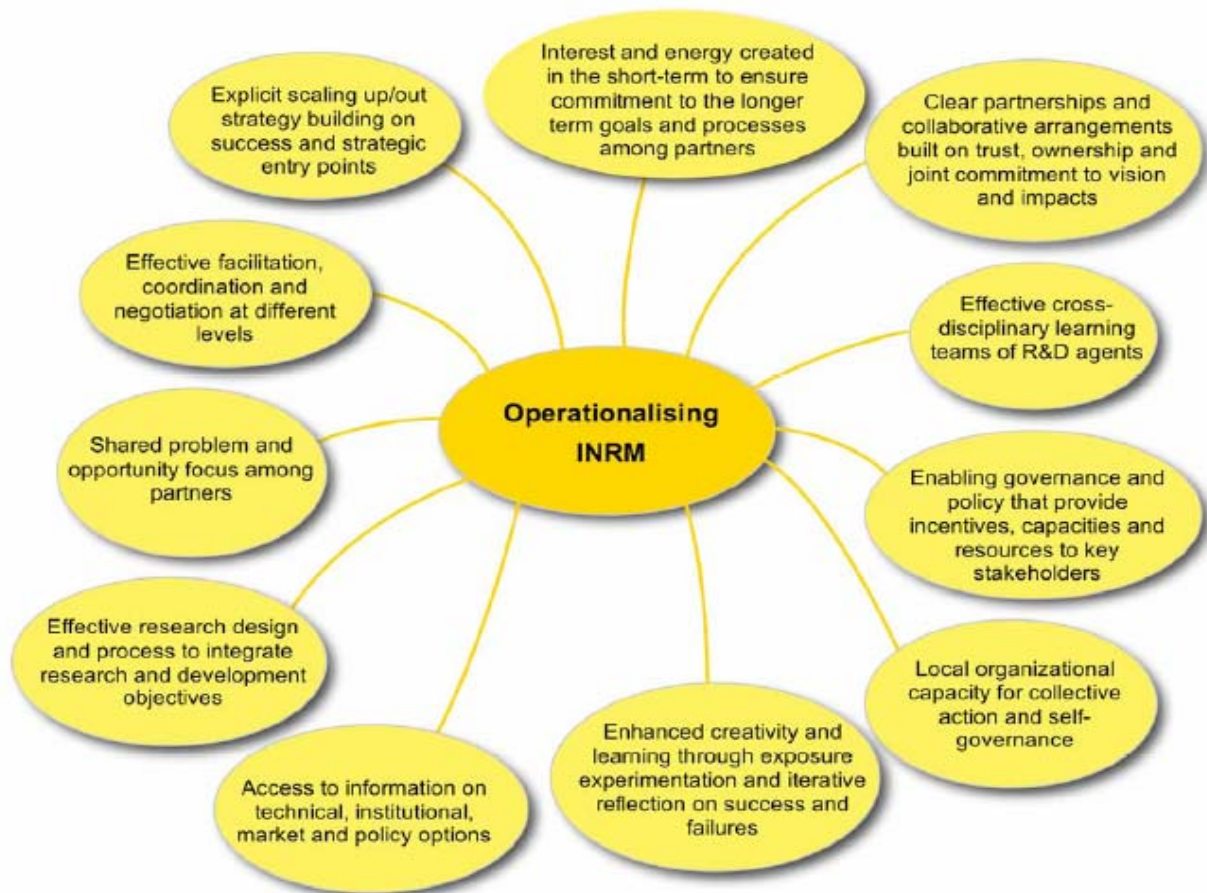 Interest and energy created
in the short-term to ensure
commitment to the longer
term goals and processes
among partners
Clear partnerships and
collaborative arrangements
built on trust, ownership and
joint commitment to vision
and impacts
Effective cross-
disciplinary learning
teams of R&D agents
Enabling governance and
policy that provide
incentives, capacities and
resources to key
stakeholders
Local organizational
capacity for collective
action and self-
governance
Enhanced creativity and
learning through exposure
experimentation and iterative
reflection on success and
failures
Access to information on
technical, institutional,
market and policy options
Effective research design
and process to integrate
research and development
objectives
Shared problem and
opportunity focus among
partners
Effective facilitation,
coordination and
negotiation at different
levels
Explicit scaling up/out
strategy building on
success and strategic
entry points
Operationalising
INRM